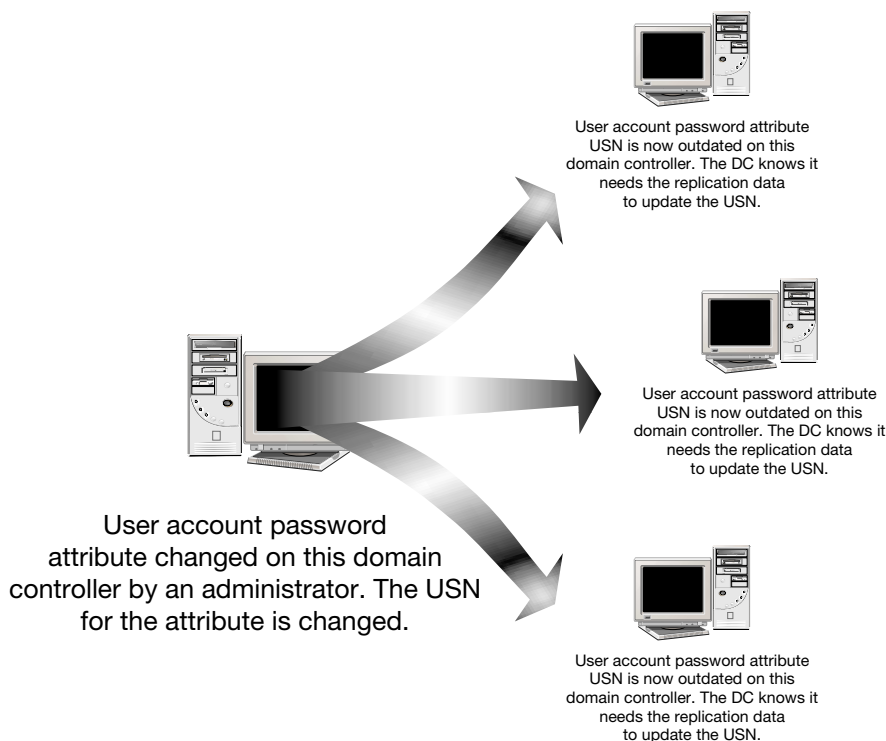 User account password attribute
USN is now outdated on this
domain controller. The DC knows it
needs the replication data
to update the USN.
User account password attribute
USN is now outdated on this
domain controller. The DC knows it
needs the replication data
to update the USN.
User account password
attribute changed on this domain
controller by an administrator. The USN
for the attribute is changed.
User account password attribute
USN is now outdated on this
domain controller. The DC knows it
needs the replication data
to update the USN.